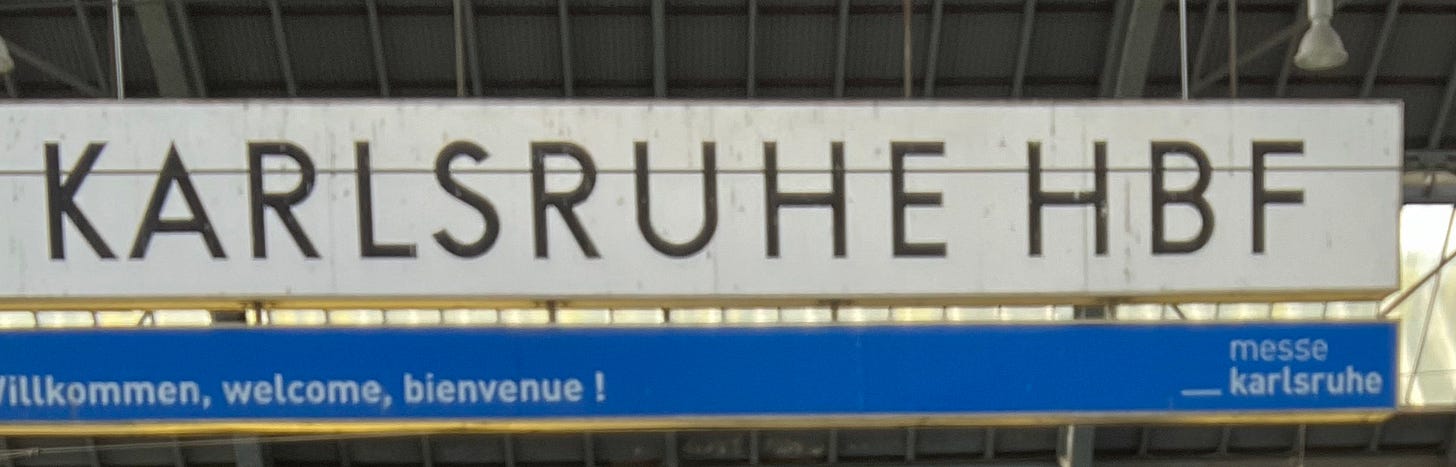 KARLSRUHE HBF
Willkommen, welcome, bienvenue !
messe
karlsruhe